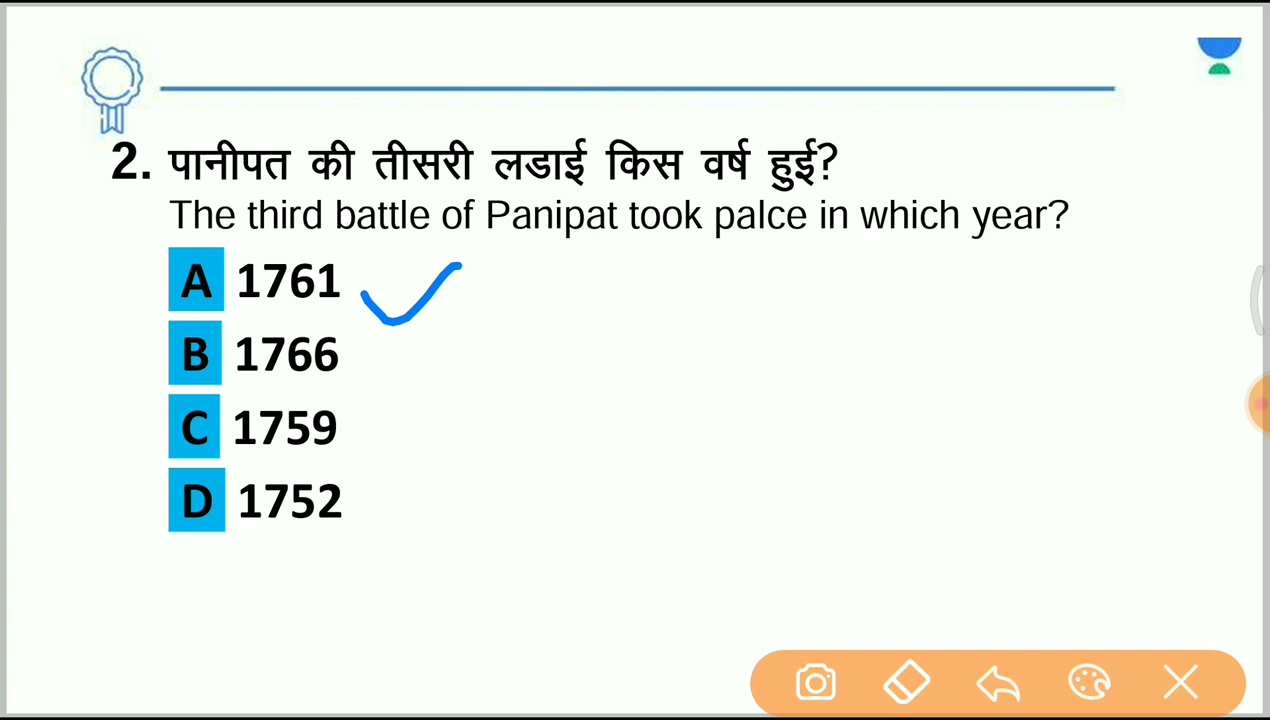 2. पानीपत की तीसरी लडाई किस वर्ष हुई?
The third battle of Panipat took palce in which year?
A 1761
B 1766
C 1759
D 1752